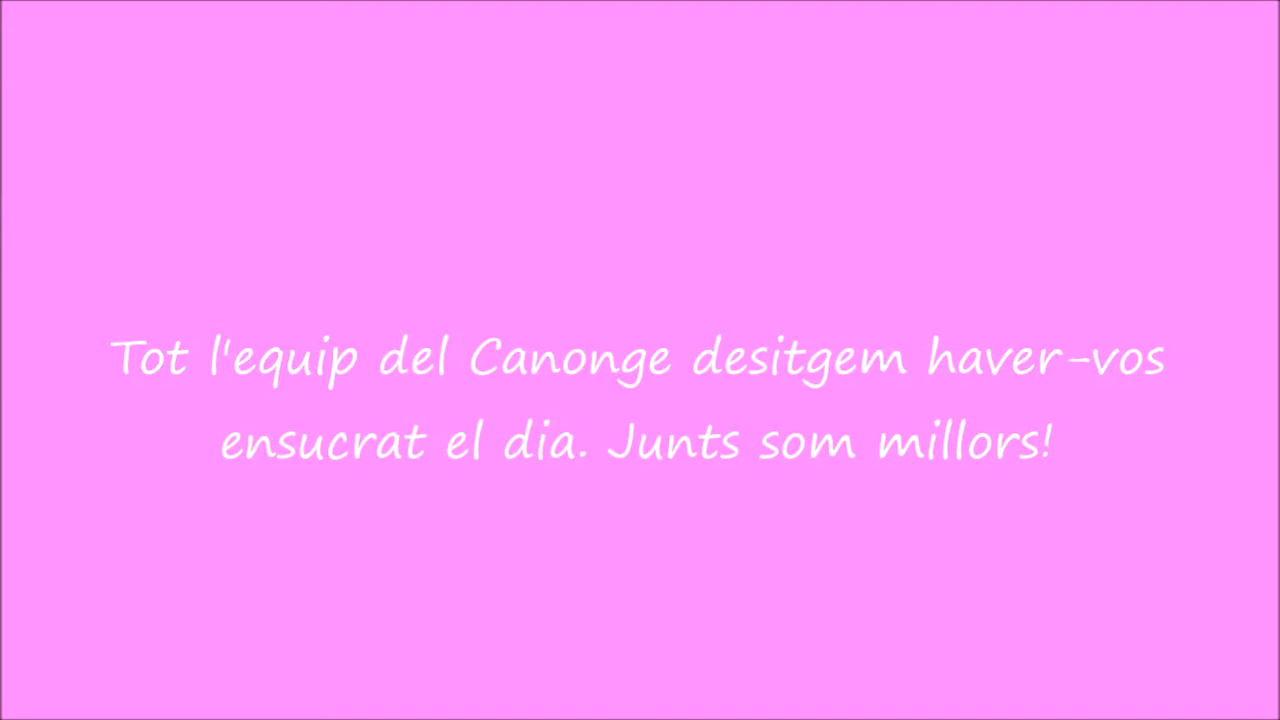 Tot l'equip del Canonge desitgem haver-vos
ensucrat el dia. Junts som millors!